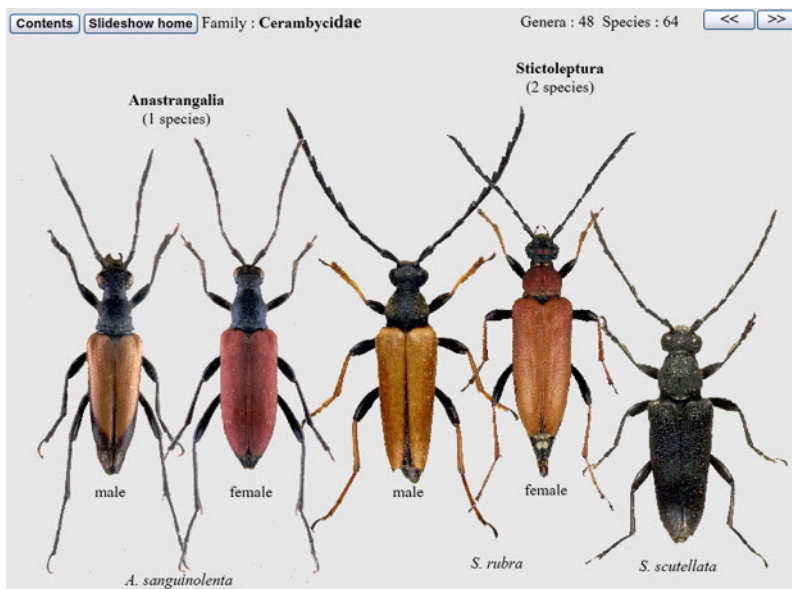 Contents Slideshow home Family : Cerambycidae Genera : 48 Species : 64 << >>
Stictoleptura
(2 species)
Anastrangalia
(1 species)
male female male female
S. rubra S. scutellata
A. sanguinolenta